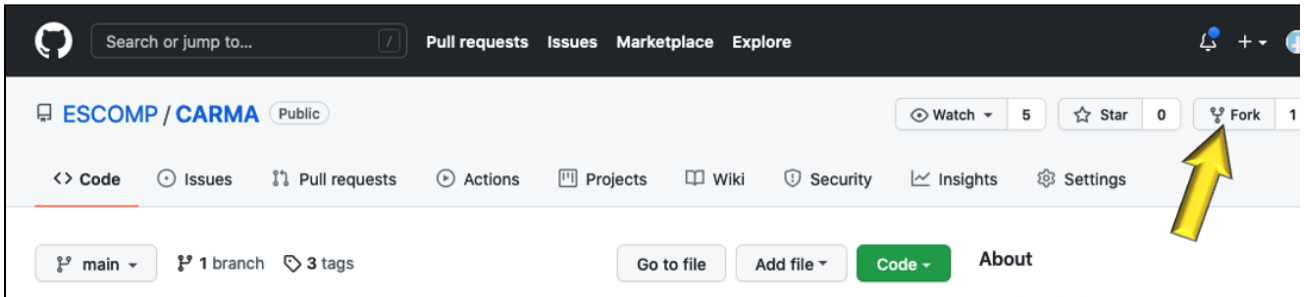 Search or jump to... / Pull requests Issues Marketplace Explore
ESCOMP / CARMA Public Watch 5 Star 0 Fork 1
<> Code Issues Pull requests Actions Projects Wiki Security Insights Settings
main 1 branch 3 tags Go to file Add file Code About